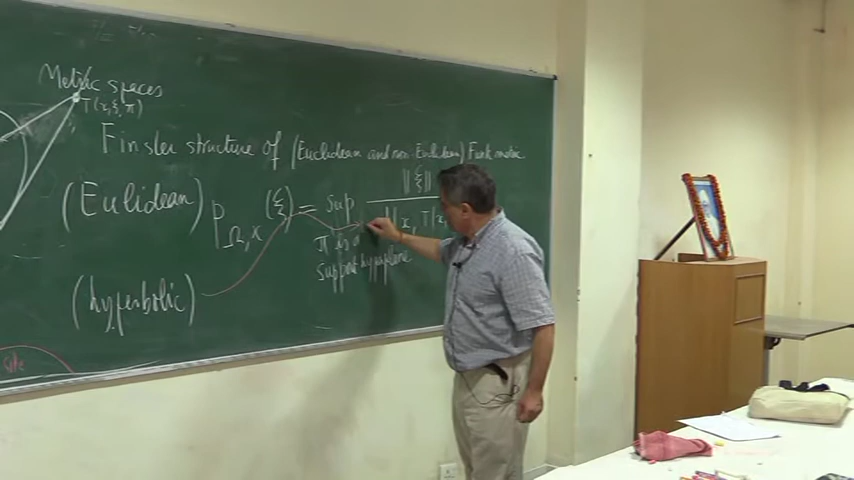 Metric spaces
T(x, ξ, π)
Finsler structure of (Euclidean and non-Euclidean) Funk metric
(Euclidean) P Ω,x (ξ) = sup ‖ξ‖
‖x, T(x,
π is a
support hyperplane
(hyperbolic)